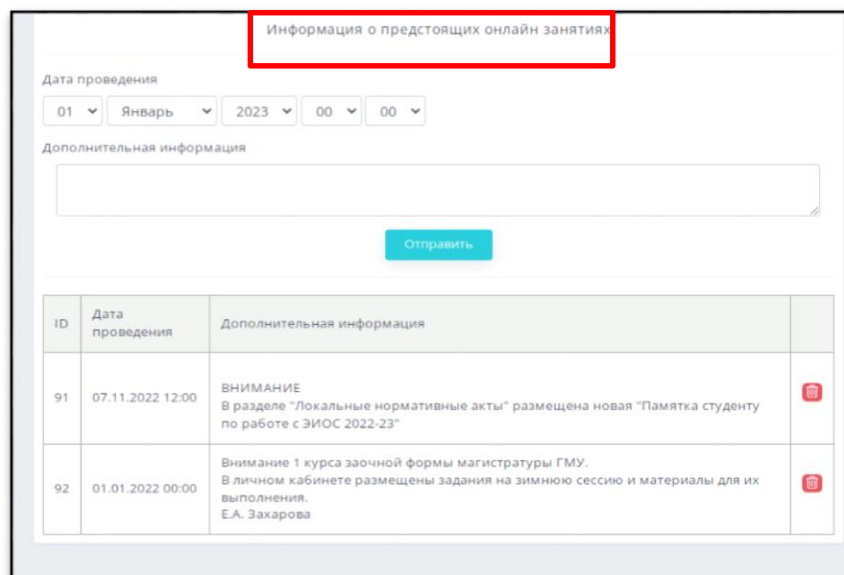 Информация о предстоящих онлайн занятиях
Дата проведения
01 Январь 2023 00 00
Дополнительная информация
Отправить
ID Дата проведения Дополнительная информация
91 07.11.2022 12:00 ВНИМАНИЕ
В разделе "Локальные нормативные акты" размещена новая "Памятка студенту
по работе с ЭИОС 2022-23"
92 01.01.2022 00:00 Внимание 1 курса заочной формы магистратуры ГМУ.
В личном кабинете размещены задания на зимнюю сессию и материалы для их
выполнения.
Е.А. Захарова